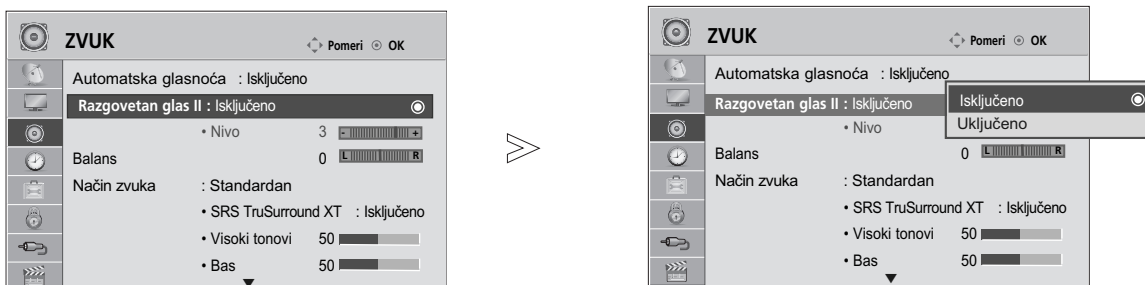 ZVUK Pomeri OK
Automatska glasnoća : Isključeno
Razgovetan glas II : Isključeno
• Nivo 3 - +
Balans 0 L R
Način zvuka : Standardan
• SRS TruSurround XT : Isključeno
• Visoki tonovi 50
• Bas 50
ZVUK Pomeri OK
Automatska glasnoća : Isključeno
Razgovetan glas II : Isključeno
Isključeno
Uključeno
• Nivo
Balans 0 L R
Način zvuka : Standardan
• SRS TruSurround XT : Isključeno
• Visoki tonovi 50
• Bas 50